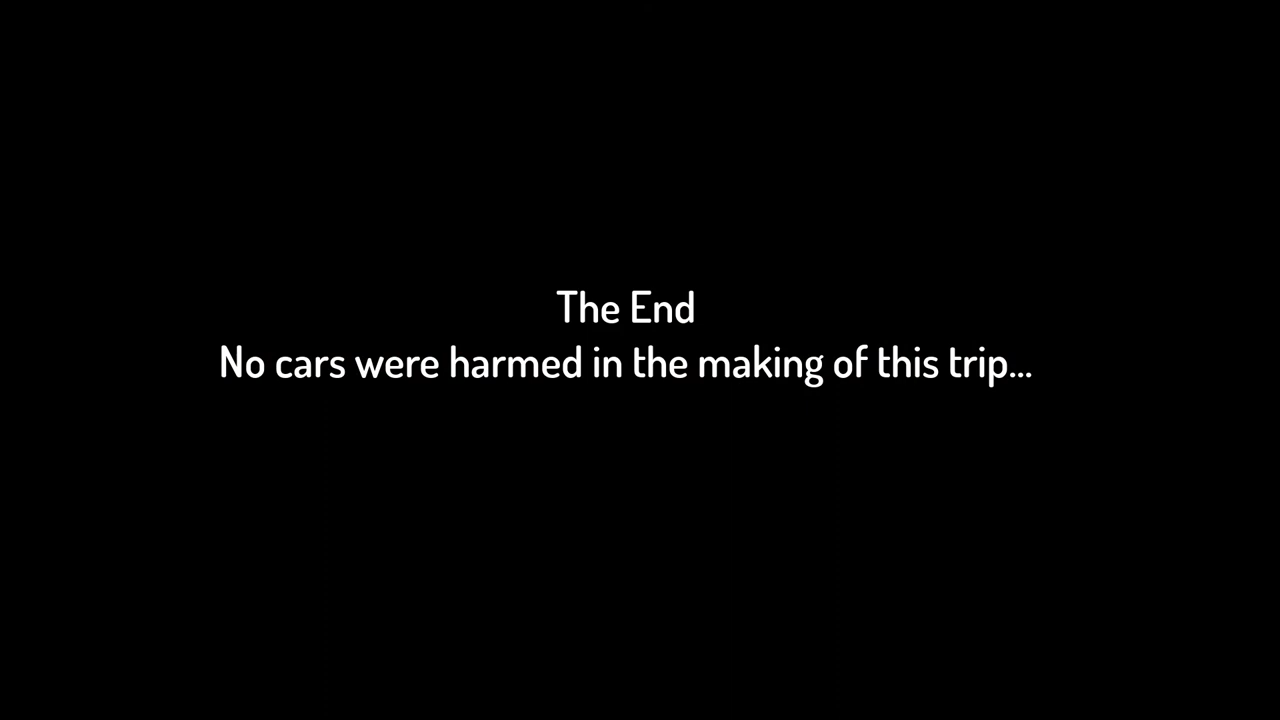 The End
No cars were harmed in the making of this trip...